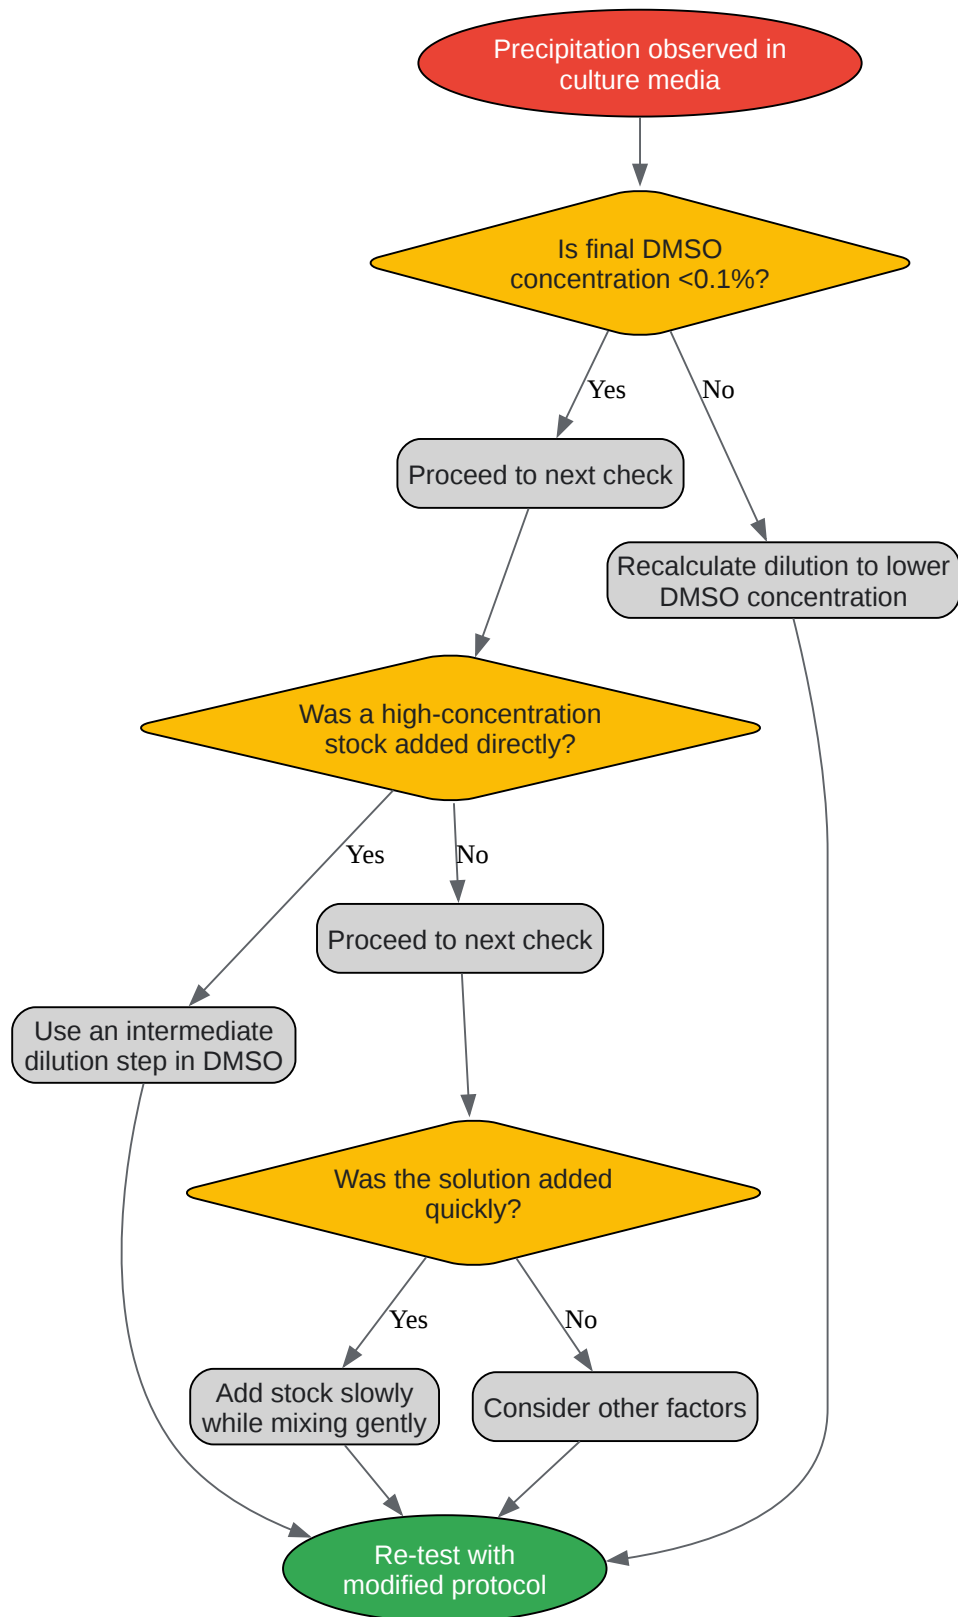 Precipitation observed in
culture media
Is final DMSO
concentration <0.1%?
Yes
No
Proceed to next check
Recalculate dilution to lower
DMSO concentration
Was a high-concentration
stock added directly?
Yes
No
Proceed to next check
Use an intermediate
dilution step in DMSO
Was the solution added
quickly?
Yes
No
Add stock slowly
while mixing gently
Consider other factors
Re-test with
modified protocol